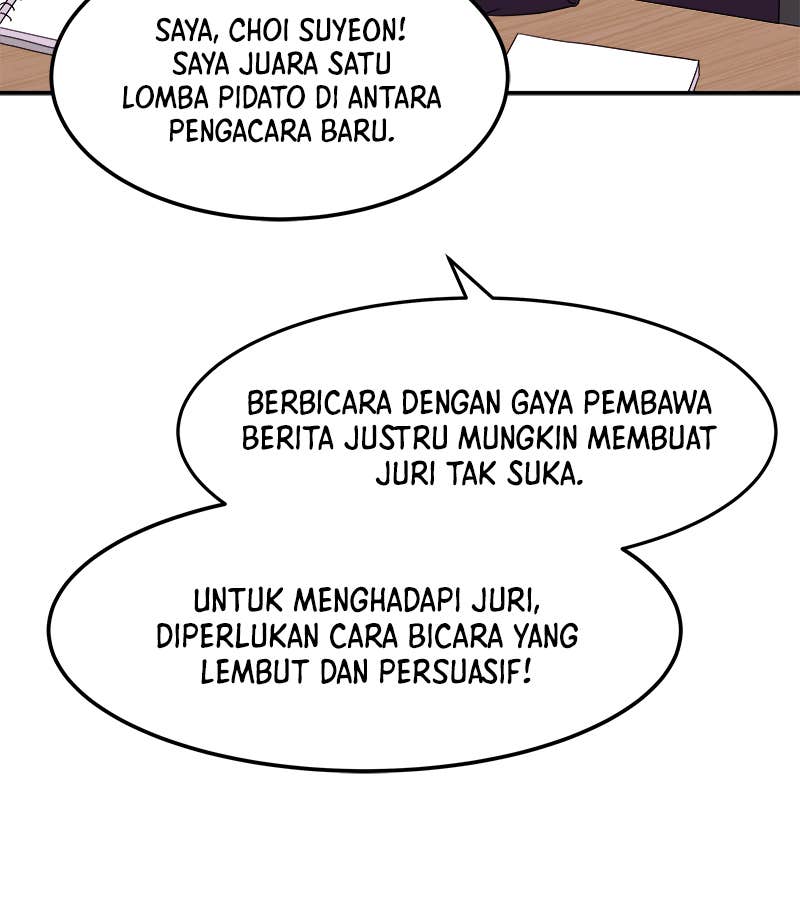 SAYA, CHOI SUYEON!
SAYA JUARA SATU
LOMBA PIDATO DI ANTARA
PENGACARA BARU.
BERBICARA DENGAN GAYA PEMBAWA
BERITA JUSTRU MUNGKIN MEMBUAT
JURI TAK SUKA.
UNTUK MENGHADAPI JURI,
DIPERLUKAN CARA BICARA YANG
LEMBUT DAN PERSUASIF!